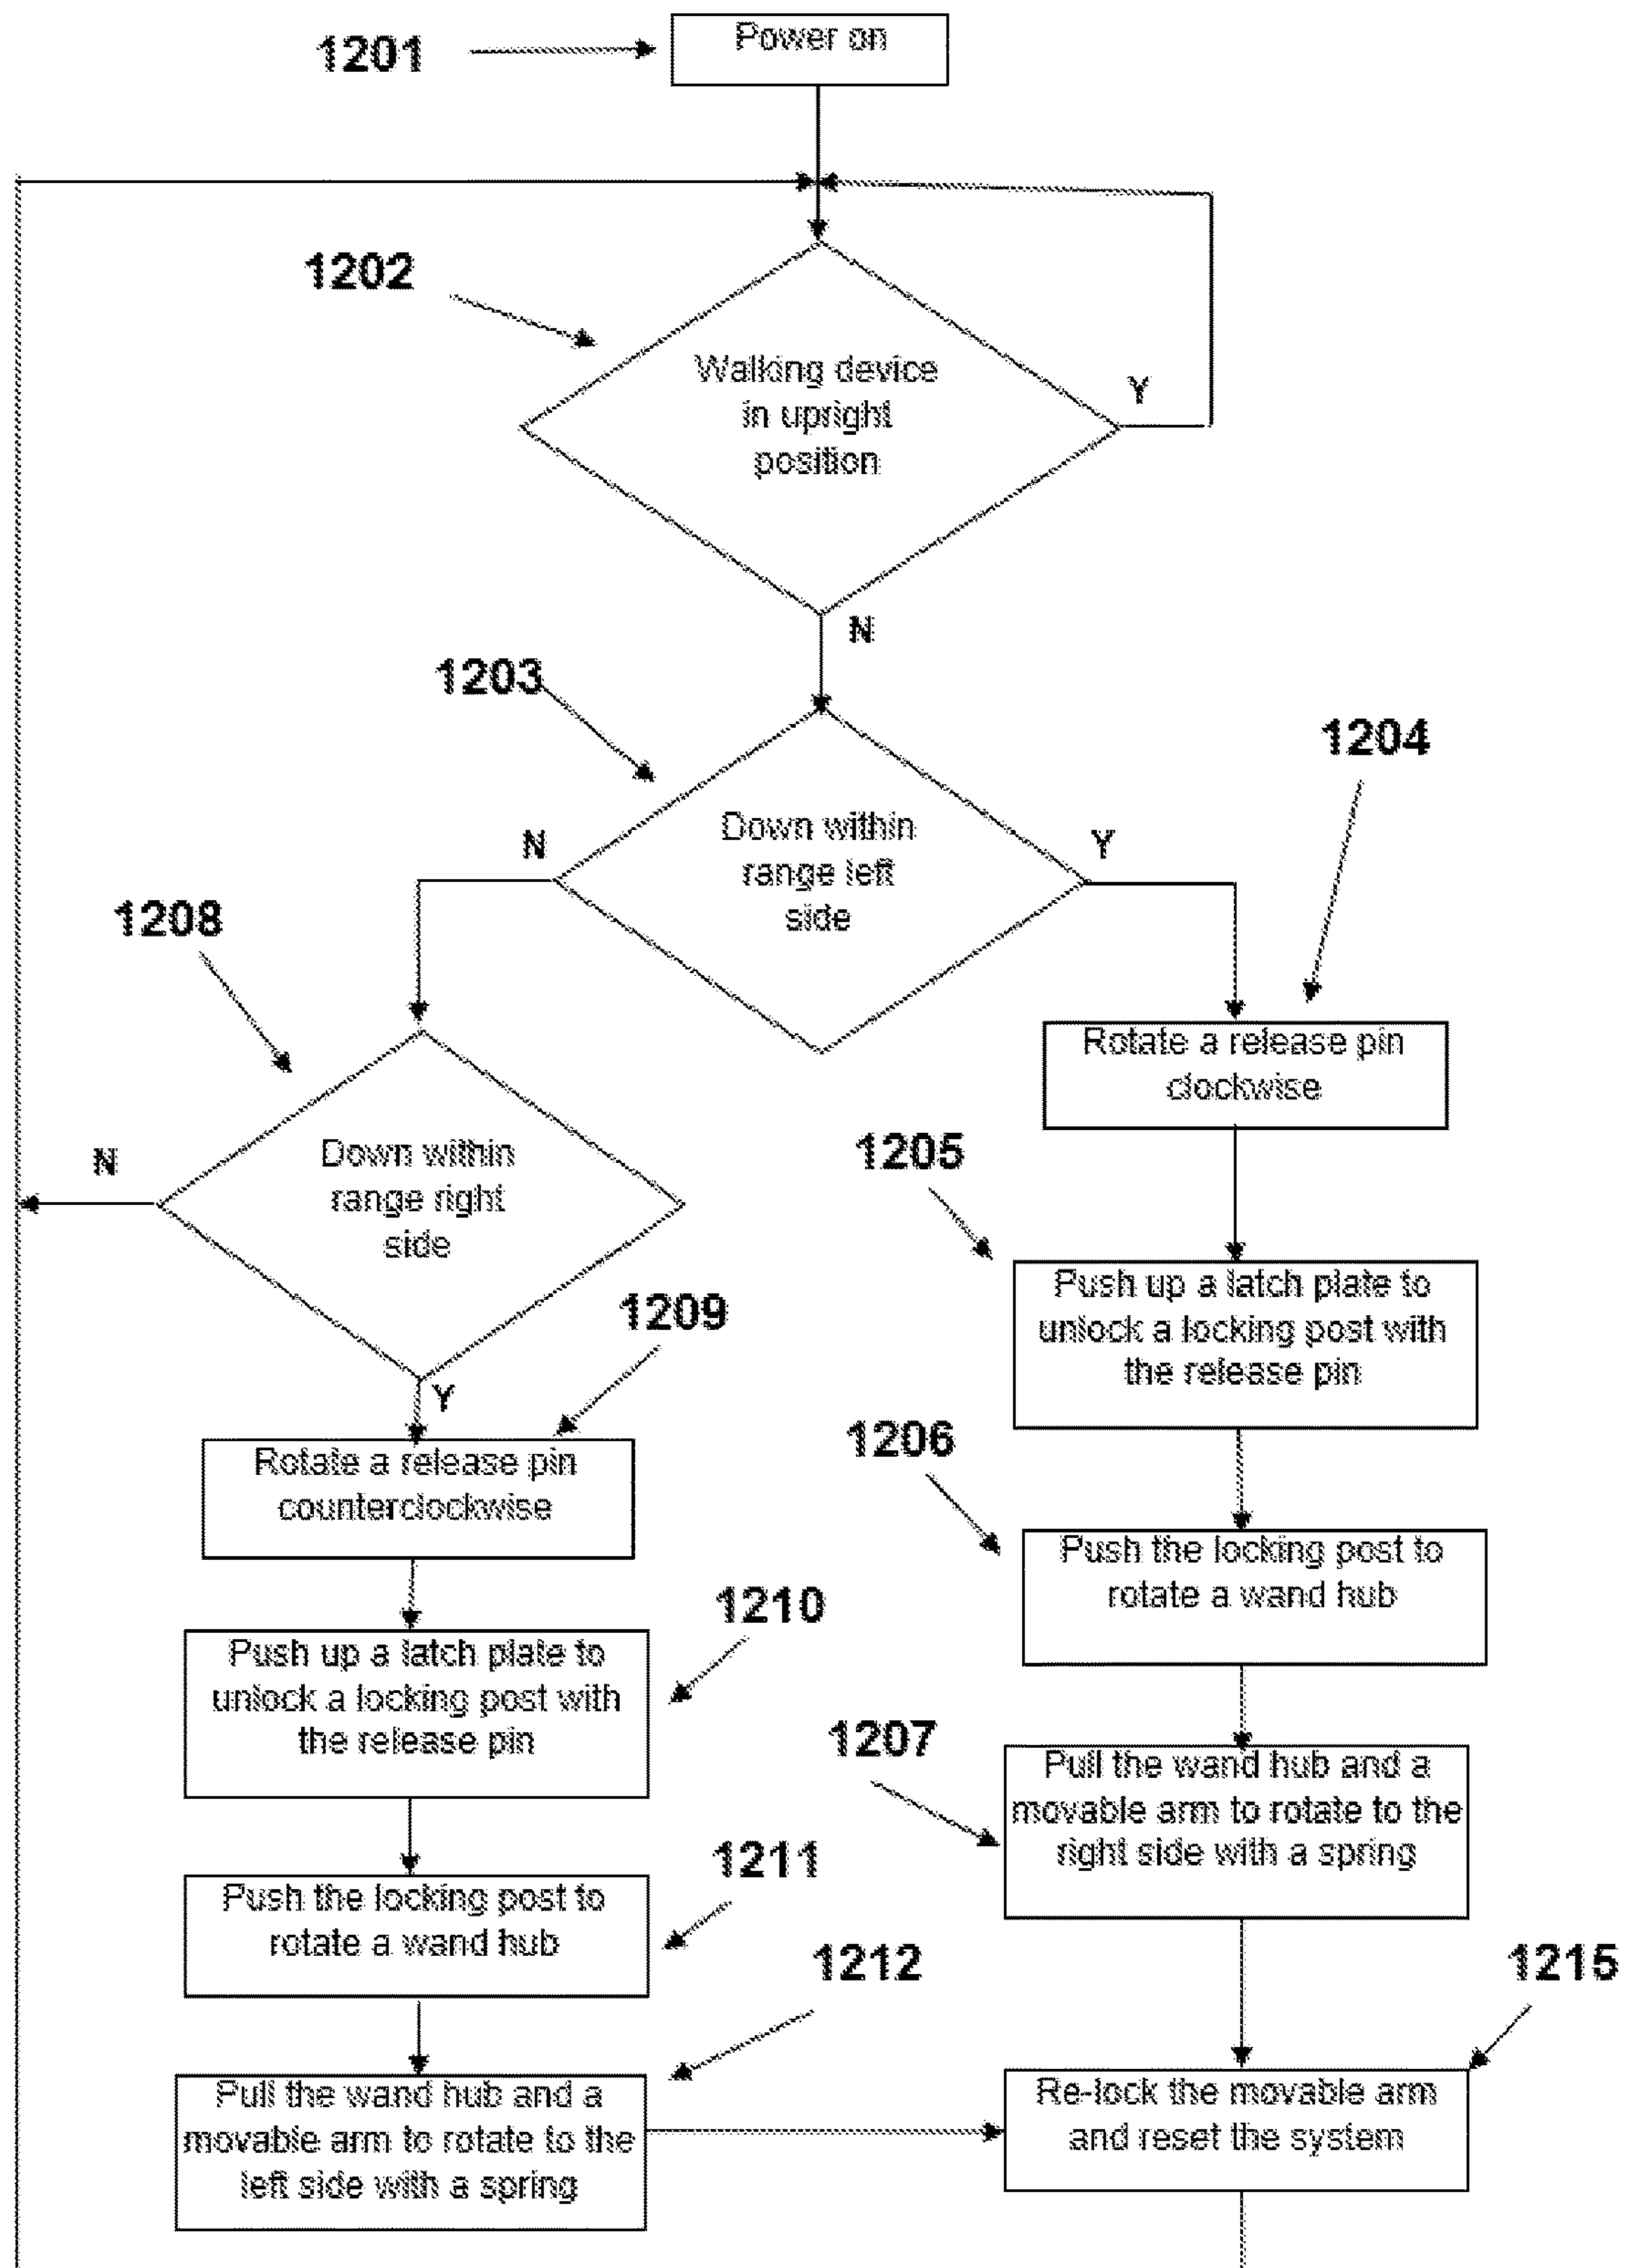 1201
Power on
1202
Walking device
in upright
position
Y
N
1203
1204
Down within
range left
side
N
Y
1208
Rotate a release pin
clockwise
Down within
range right
side
N
Y
1205
Push up a latch plate to
unlock a locking post with
the release pin
1209
Rotate a release pin
counterclockwise
1206
Push the locking post to
rotate a wand hub
1210
Push up a latch plate to
unlock a locking post with
the release pin
1207
Pull the wand hub and a
movable arm to rotate to the
right side with a spring
1211
Push the locking post to
rotate a wand hub
1212
Pull the wand hub and a
movable arm to rotate to the
left side with a spring
1215
Re-lock the movable arm
and reset the system